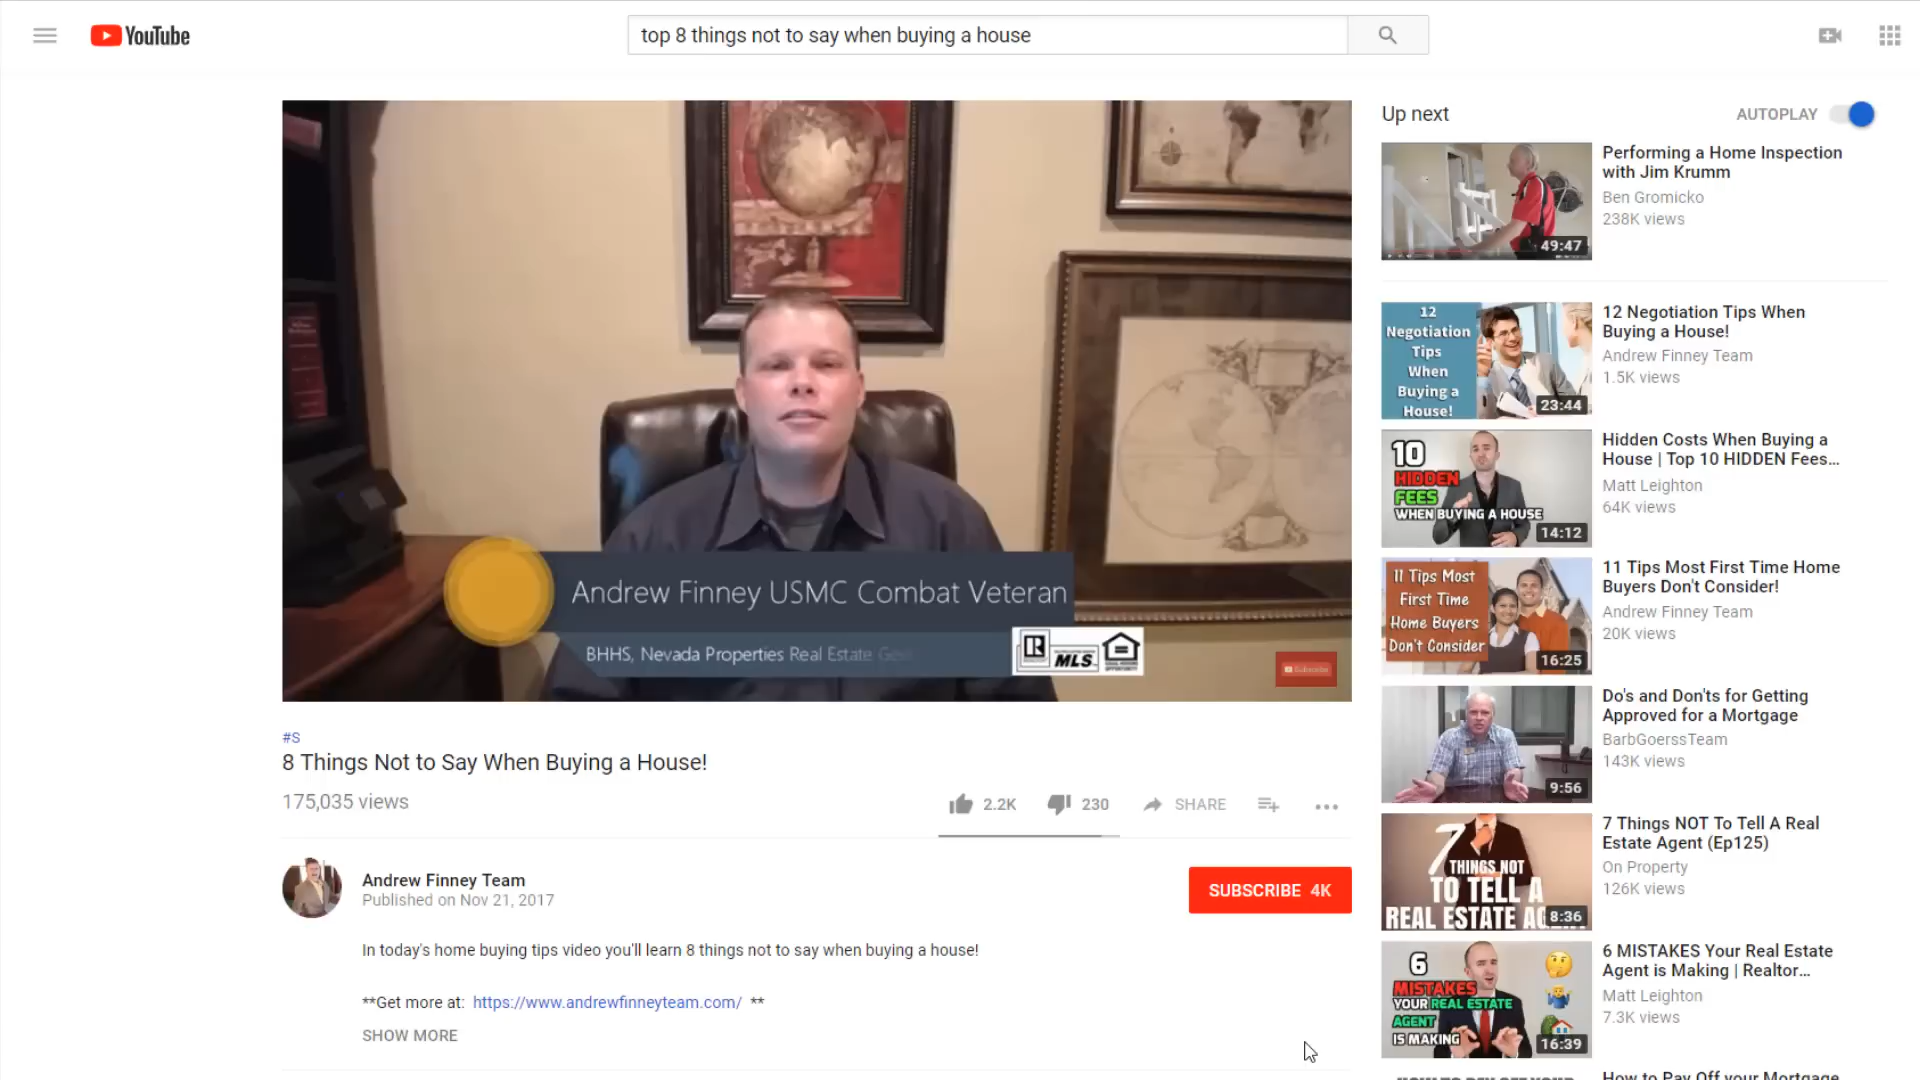 YouTube
top 8 things not to say when buying a house
Andrew Finney USMC Combat Veteran
BHHS, Nevada Properties Real Estate
R
MLS
Subscribe
#S
8 Things Not to Say When Buying a House!
175,035 views
2.2K
230
SHARE
Andrew Finney Team
Published on Nov 21, 2017
SUBSCRIBE 4K
In today's home buying tips video you'll learn 8 things not to say when buying a house!
**Get more at: https://www.andrewfinneyteam.com/ **
SHOW MORE
Up next
AUTOPLAY
49:47
Performing a Home Inspection
with Jim Krumm
Ben Gromicko
238K views
12
Negotiation
Tips
When
Buying a
House!
23:44
12 Negotiation Tips When
Buying a House!
Andrew Finney Team
1.5K views
10
HIDDEN
FEES
WHEN BUYING A HOUSE
14:12
Hidden Costs When Buying a
House | Top 10 HIDDEN Fees...
Matt Leighton
64K views
11 Tips Most
First Time
Home Buyers
Don't Consider
16:25
11 Tips Most First Time Home
Buyers Don't Consider!
Andrew Finney Team
20K views
9:56
Do's and Don'ts for Getting
Approved for a Mortgage
BarbGoerssTeam
143K views
7
THINGS NOT
TO TELL A
REAL ESTATE
8:36
7 Things NOT To Tell A Real
Estate Agent (Ep125)
On Property
126K views
6
MISTAKES
YOUR REAL ESTATE
AGENT
IS MAKING
16:39
6 MISTAKES Your Real Estate
Agent is Making | Realtor...
Matt Leighton
7.3K views
How to Pay Off your Mortgage